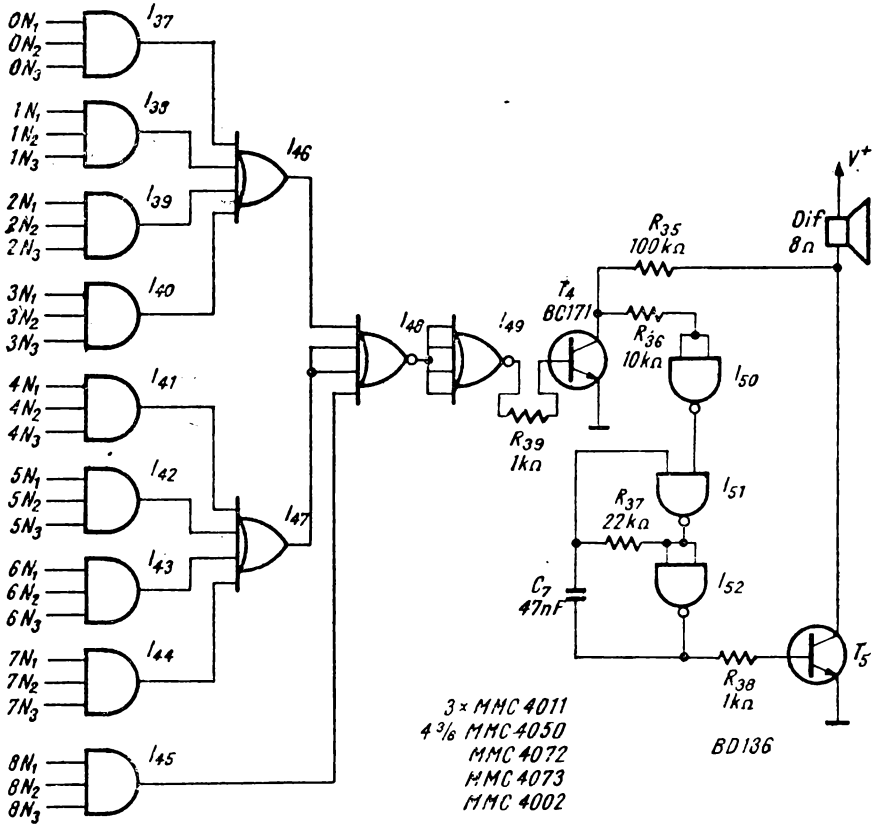 0N₁
0N₂
0N₃
I₃₇
1N₁
1N₂
1N₃
I₃₈
2N₁
2N₂
2N₃
I₃₉
3N₁
3N₂
3N₃
I₄₀
4N₁
4N₂
4N₃
I₄₁
5N₁
5N₂
5N₃
I₄₂
6N₁
6N₂
6N₃
I₄₃
7N₁
7N₂
7N₃
I₄₄
8N₁
8N₂
8N₃
I₄₅
I₄₆
I₄₇
I₄₈
I₄₉
R₃₉
1kΩ
T₄
BC171
R₃₅
100kΩ
R₃₆
10kΩ
V⁺
Dif
8Ω
I₅₀
I₅₁
R₃₇
22kΩ
C₇
47nF
I₅₂
R₃₈
1kΩ
T₅
BD136
3 × MMC 4011
4 3/6 MMC 4050
MMC 4072
MMC 4073
MMC 4002